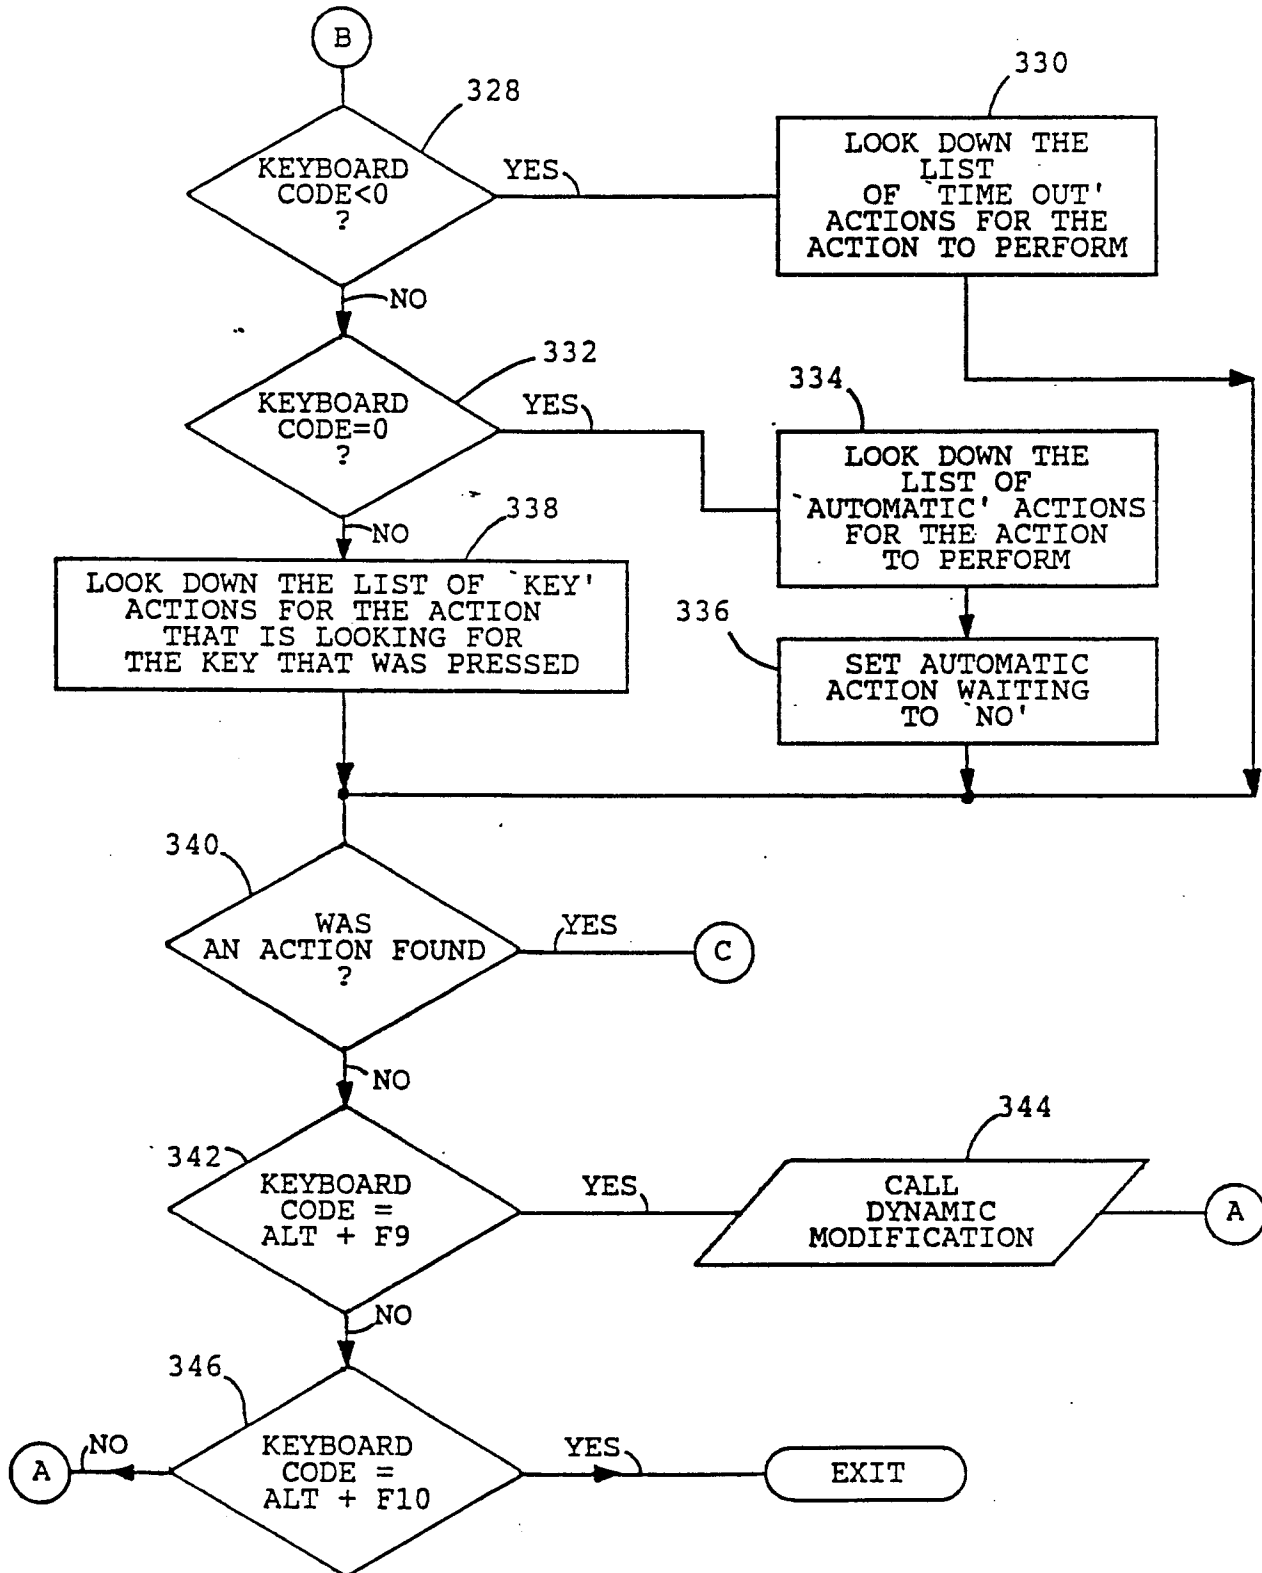 B
328
330
KEYBOARD
CODE<0
?
YES
LOOK DOWN THE
LIST
OF `TIME OUT'
ACTIONS FOR THE
ACTION TO PERFORM
NO
332
334
KEYBOARD
CODE=0
?
YES
LOOK DOWN THE
LIST OF
`AUTOMATIC' ACTIONS
FOR THE ACTION
TO PERFORM
NO
338
LOOK DOWN THE LIST OF `KEY'
ACTIONS FOR THE ACTION
THAT IS LOOKING FOR
THE KEY THAT WAS PRESSED
336
SET AUTOMATIC
ACTION WAITING
TO `NO'
340
WAS
AN ACTION FOUND
?
YES
C
NO
342
344
KEYBOARD
CODE =
ALT + F9
YES
CALL
DYNAMIC
MODIFICATION
A
NO
346
A
NO
KEYBOARD
CODE =
ALT + F10
YES
EXIT